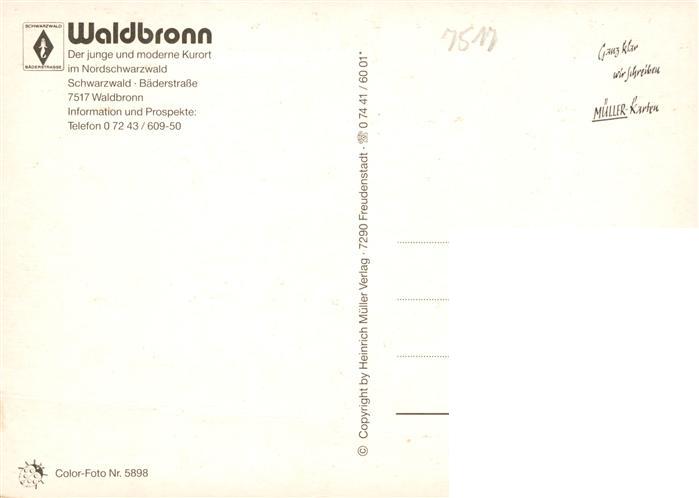 SCHWARZWALD
BÄDERSTRASSE
Waldbronn
Der junge und moderne Kurort
im Nordschwarzwald
Schwarzwald · Bäderstraße
7517 Waldbronn
Information und Prospekte:
Telefon 0 72 43 / 609-50
7517
Ganz klar
wir schreiben
MÜLLER-Karten
© Copyright by Heinrich Müller Verlag · 7290 Freudenstadt · ☏ 0 74 41 / 60 01*
Color-Foto Nr. 5898